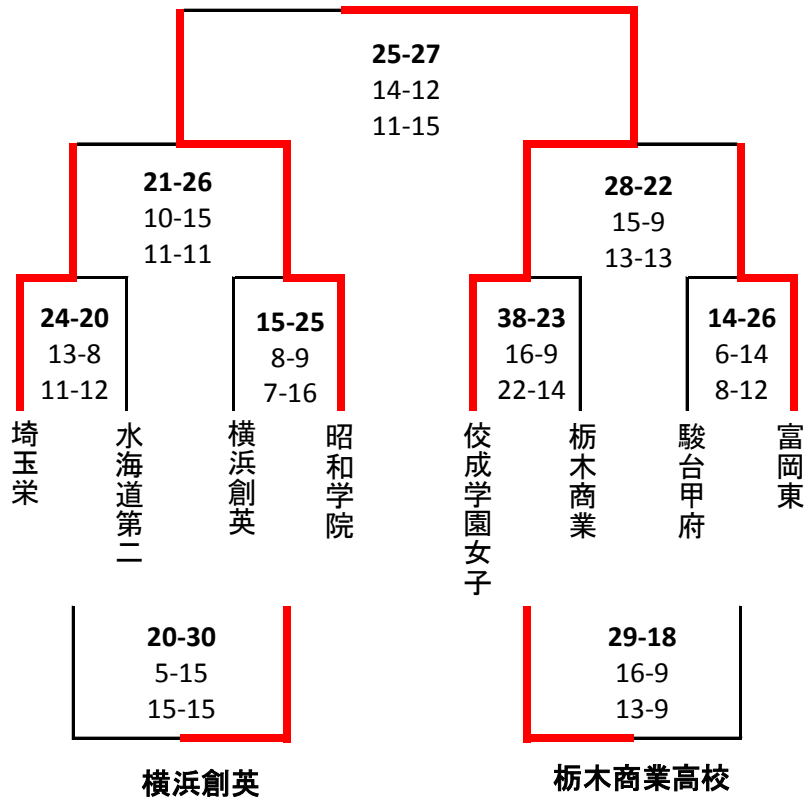 25-27
14-12
11-15
21-26
10-15
11-11
28-22
15-9
13-13
24-20
13-8
11-12
15-25
8-9
7-16
38-23
16-9
22-14
14-26
6-14
8-12
埼玉栄
水海道第二
横浜創英
昭和学院
佼成学園女子
栃木商業
駿台甲府
富岡東
20-30
5-15
15-15
29-18
16-9
13-9
横浜創英
栃木商業高校